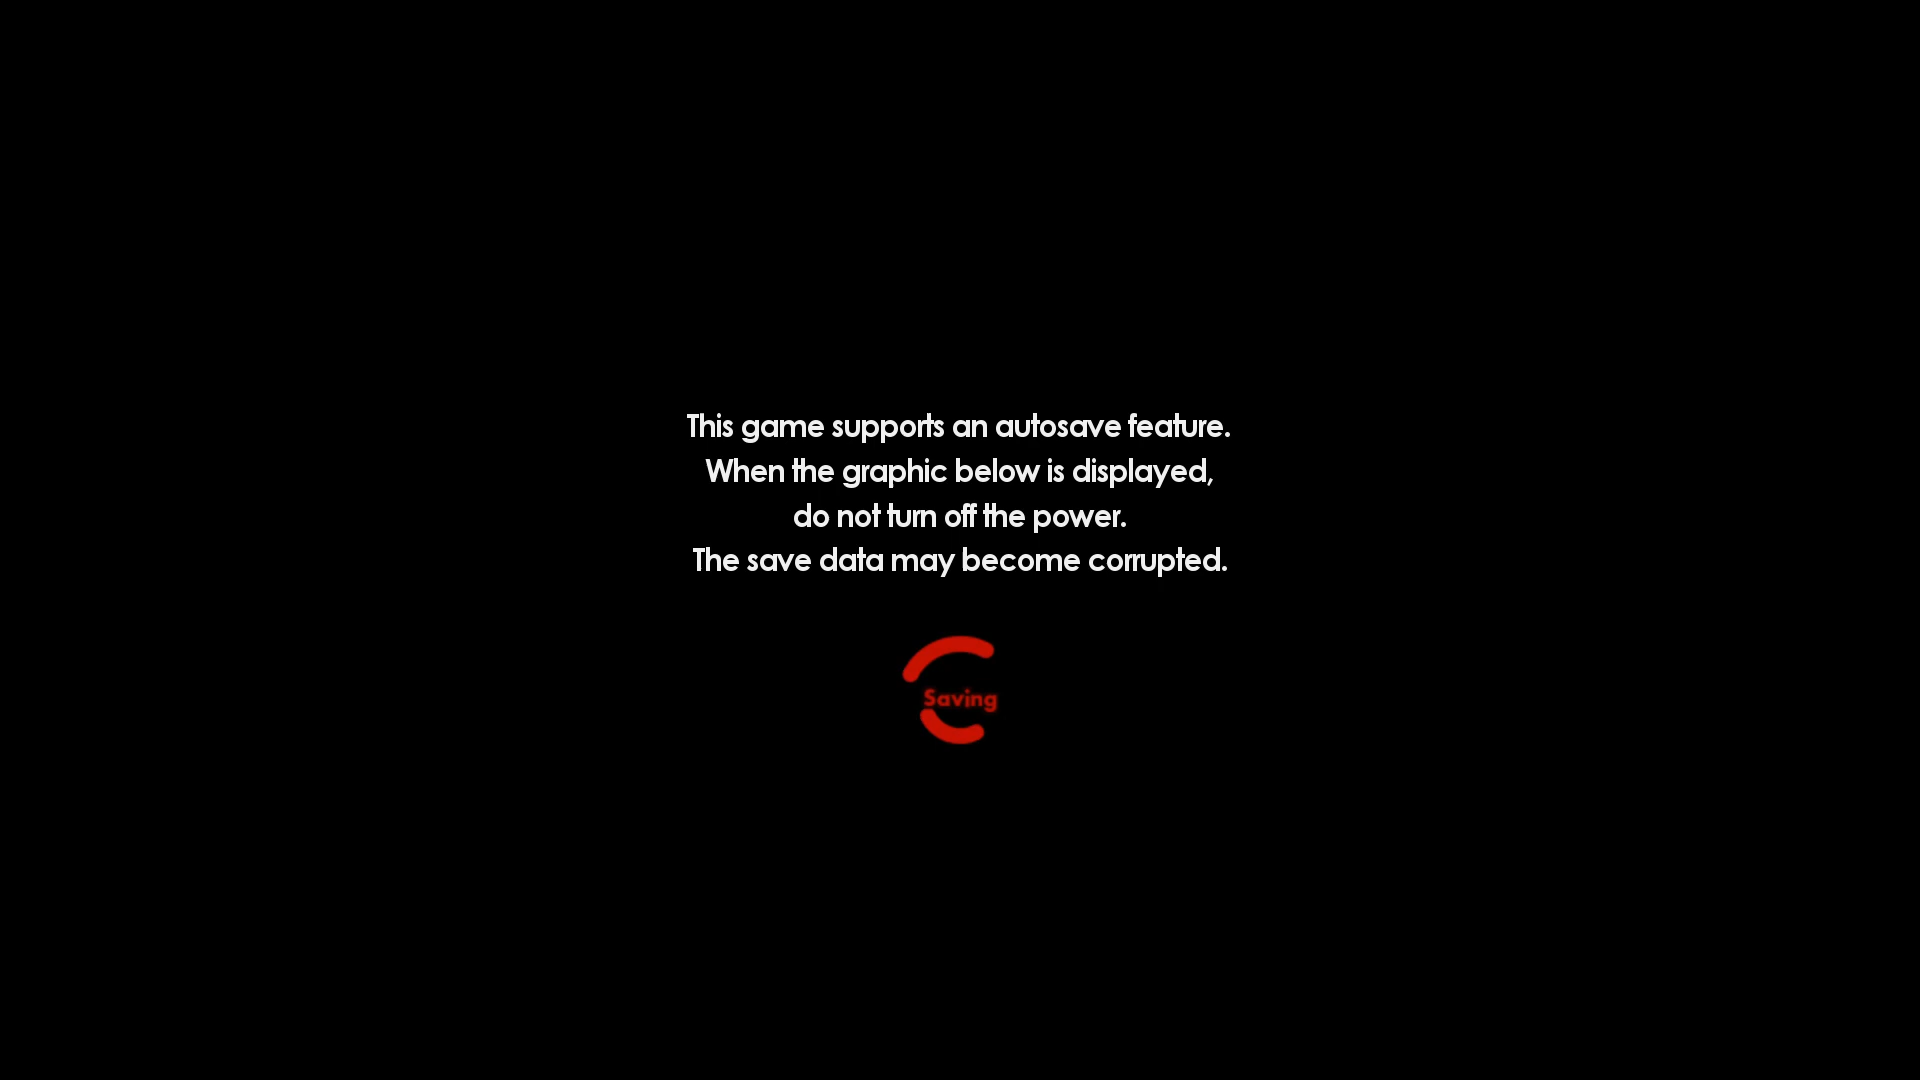 This game supports an autosave feature.
When the graphic below is displayed,
do not turn off the power.
The save data may become corrupted.
Saving